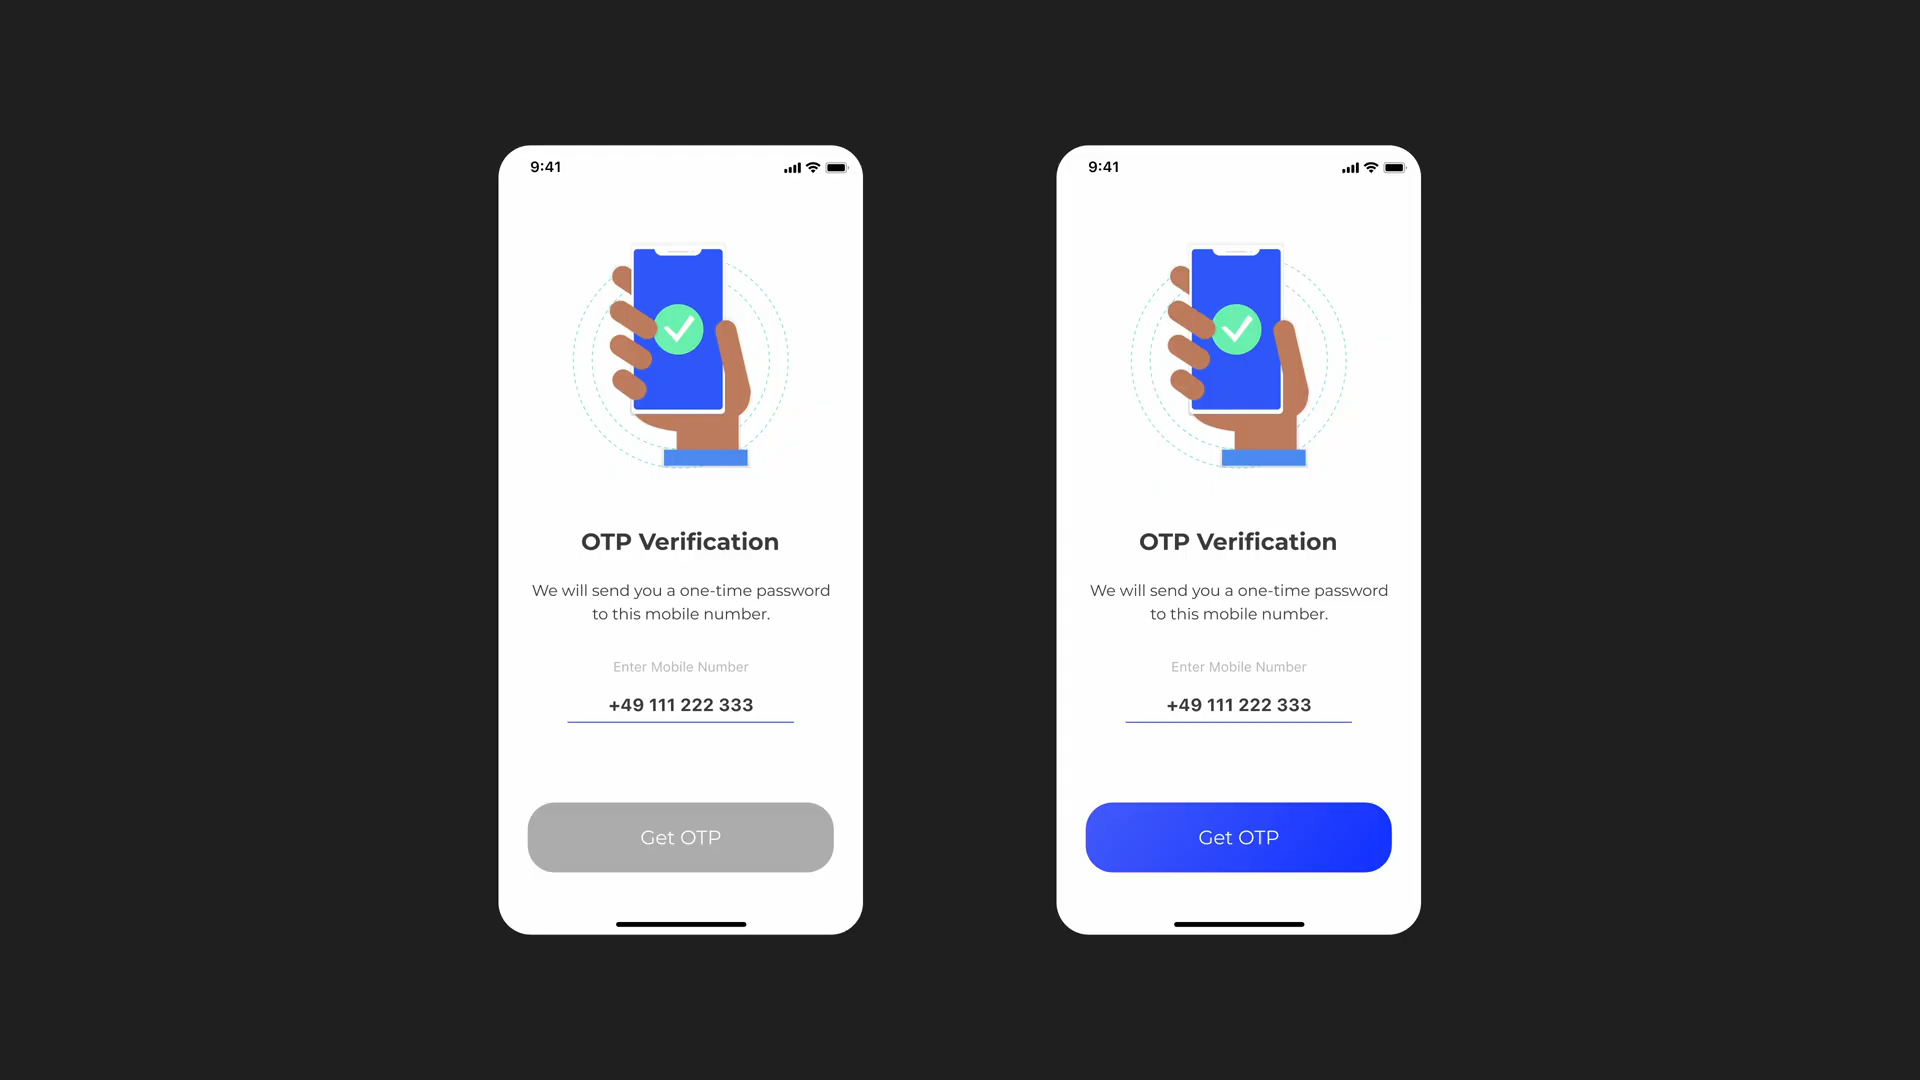 9:41
OTP Verification
We will send you a one-time password
to this mobile number.
Enter Mobile Number
+49 111 222 333
Get OTP
9:41
OTP Verification
We will send you a one-time password
to this mobile number.
Enter Mobile Number
+49 111 222 333
Get OTP